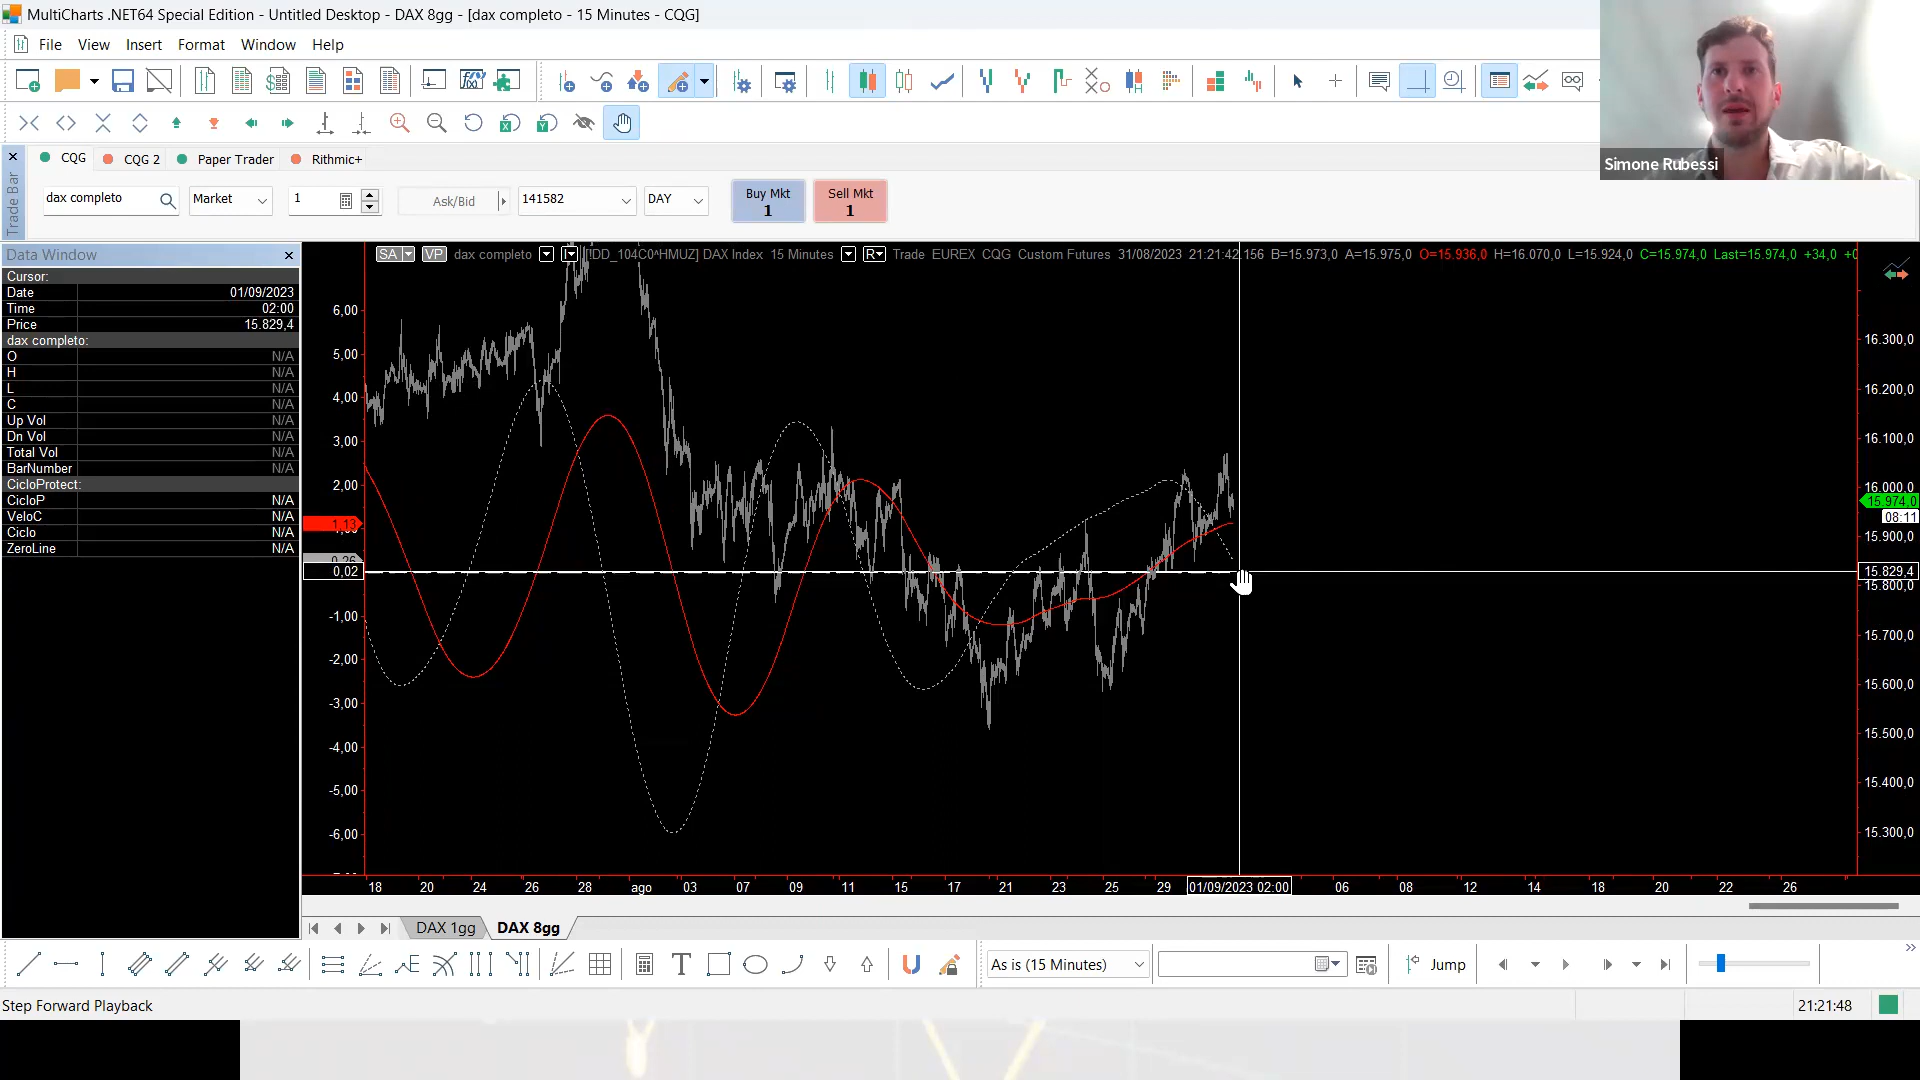 MultiCharts .NET64 Special Edition - Untitled Desktop - DAX 8gg - [dax completo - 15 Minutes - CQG]
File View Insert Format Window Help
Simone Rubessi
CQG CQG 2 Paper Trader Rithmic+
Trade Bar
dax completo Market 1 Ask/Bid 141582 DAY Buy Mkt 1 Sell Mkt 1
Data Window
Cursor:
Date 01/09/2023
Time 02:00
Price 15.829,4
dax completo:
O N/A
H N/A
L N/A
C N/A
Up Vol N/A
Dn Vol N/A
Total Vol N/A
BarNumber N/A
CicloProtect:
CicloP N/A
VeloC N/A
Ciclo N/A
ZeroLine N/A
SA VP dax completo [!DD_104C0^HMUZ] DAX Index 15 Minutes R Trade EUREX CQG Custom Futures 31/08/2023 21:21:42.156 B=15.973,0 A=15.975,0 O=15.936,0 H=16.070,0 L=15.924,0 C=15.974,0 Last=15.974,0 +34,0
6,00
5,00
4,00
3,00
2,00
1,13
0,26
0,02
-1,00
-2,00
-3,00
-4,00
-5,00
-6,00
16.300,0
16.200,0
16.100,0
16.000,0
15.974,0
08:11
15.900,0
15.829,4
15.800,0
15.700,0
15.600,0
15.500,0
15.400,0
15.300,0
18 20 24 26 28 ago 03 07 09 11 15 17 21 23 25 29 01/09/2023 02:00 06 08 12 14 18 20 22 26
DAX 1gg DAX 8gg
As is (15 Minutes) Jump
Step Forward Playback 21:21:48